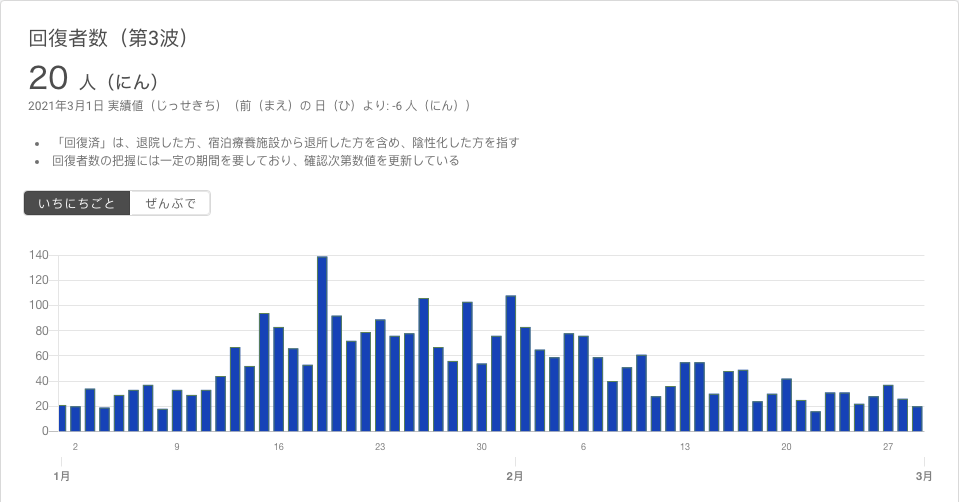 回復者数（第3波）
20 人（にん）
2021年3月1日 実績値（じっせきち）（前（まえ）の 日（ひ）より: -6 人（にん））
• 「回復済」は、退院した方、宿泊療養施設から退所した方を含め、陰性化した方を指す
• 回復者数の把握には一定の期間を要しており、確認次第数値を更新している
いちにちごと ぜんぶで
140
120
100
80
60
40
20
0
2 9 16 23 30 6 13 20 27
1月 2月 3月